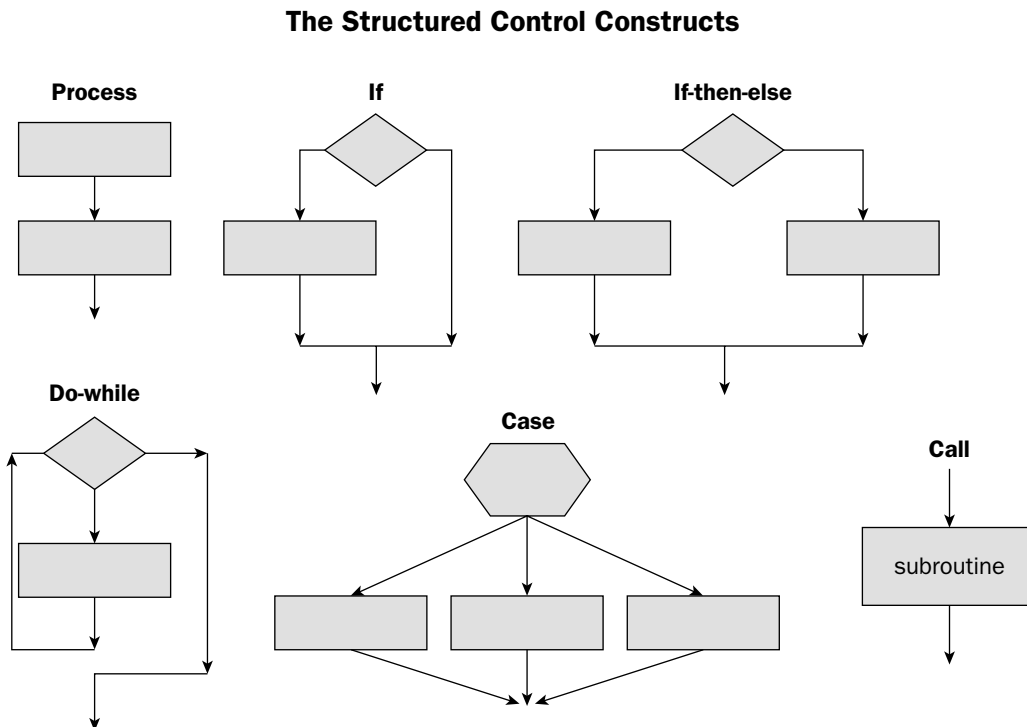 The Structured Control Constructs
Process
If
If-then-else
Do-while
Case
Call
subroutine